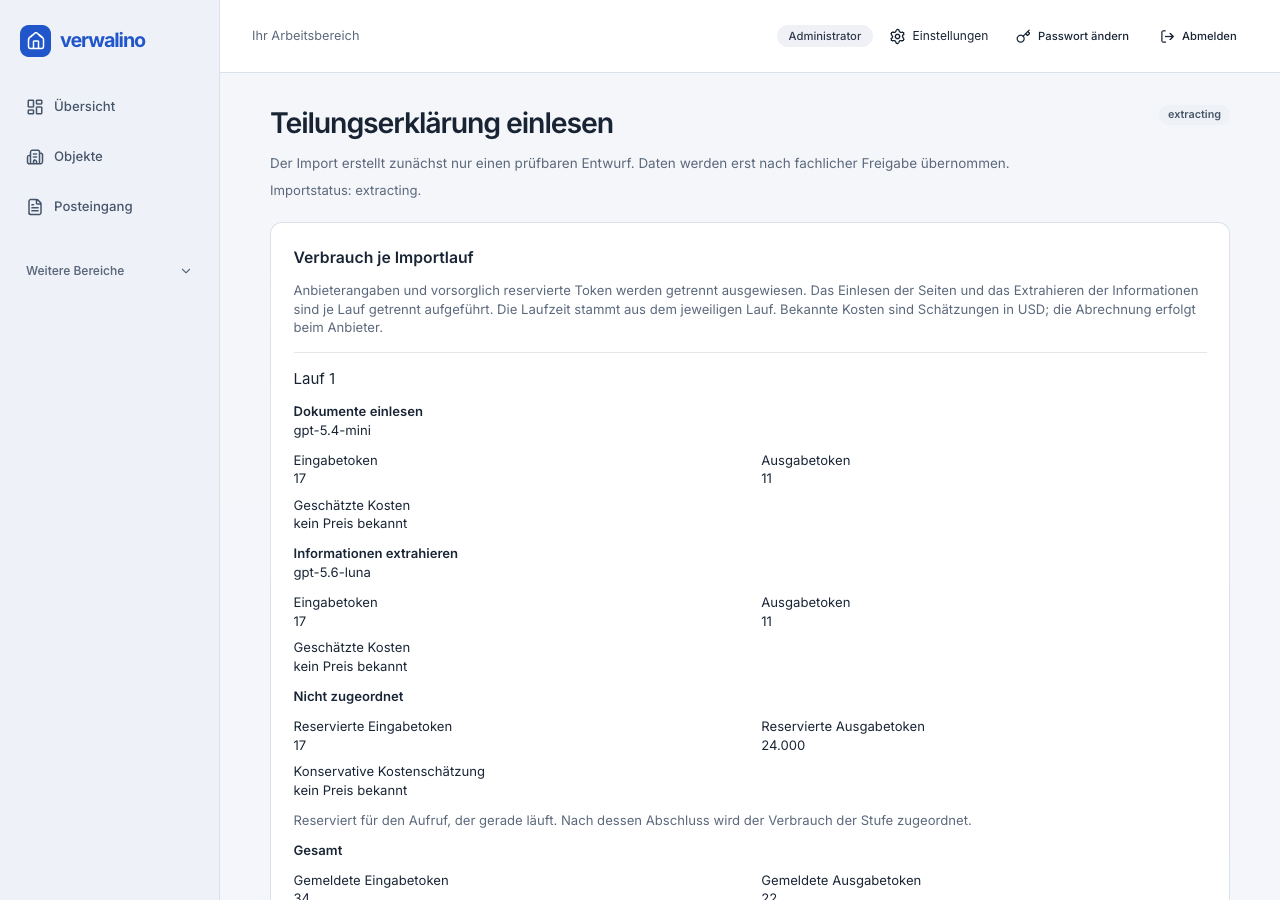 verwalino
Ihr Arbeitsbereich
Administrator
Einstellungen
Passwort ändern
Abmelden
Übersicht
Objekte
Posteingang
Weitere Bereiche
Teilungserklärung einlesen
extracting
Der Import erstellt zunächst nur einen prüfbaren Entwurf. Daten werden erst nach fachlicher Freigabe übernommen.
Importstatus: extracting.
Verbrauch je Importlauf
Anbieterangaben und vorsorglich reservierte Token werden getrennt ausgewiesen. Das Einlesen der Seiten und das Extrahieren der Informationen
sind je Lauf getrennt aufgeführt. Die Laufzeit stammt aus dem jeweiligen Lauf. Bekannte Kosten sind Schätzungen in USD; die Abrechnung erfolgt
beim Anbieter.
Lauf 1
Dokumente einlesen
gpt-5.4-mini
Eingabetoken
17
Ausgabetoken
11
Geschätzte Kosten
kein Preis bekannt
Informationen extrahieren
gpt-5.6-luna
Eingabetoken
17
Ausgabetoken
11
Geschätzte Kosten
kein Preis bekannt
Nicht zugeordnet
Reservierte Eingabetoken
17
Reservierte Ausgabetoken
24.000
Konservative Kostenschätzung
kein Preis bekannt
Reserviert für den Aufruf, der gerade läuft. Nach dessen Abschluss wird der Verbrauch der Stufe zugeordnet.
Gesamt
Gemeldete Eingabetoken
34
Gemeldete Ausgabetoken
22